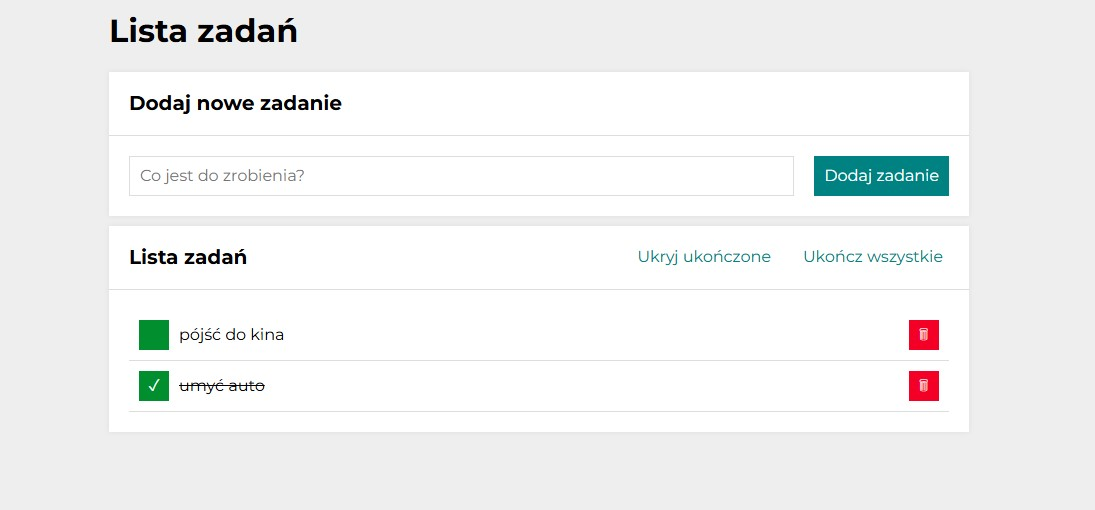 Lista zadań
Dodaj nowe zadanie
Co jest do zrobienia?
Dodaj zadanie
Lista zadań
Ukryj ukończone
Ukończ wszystkie
pójść do kina
✓ umyć auto